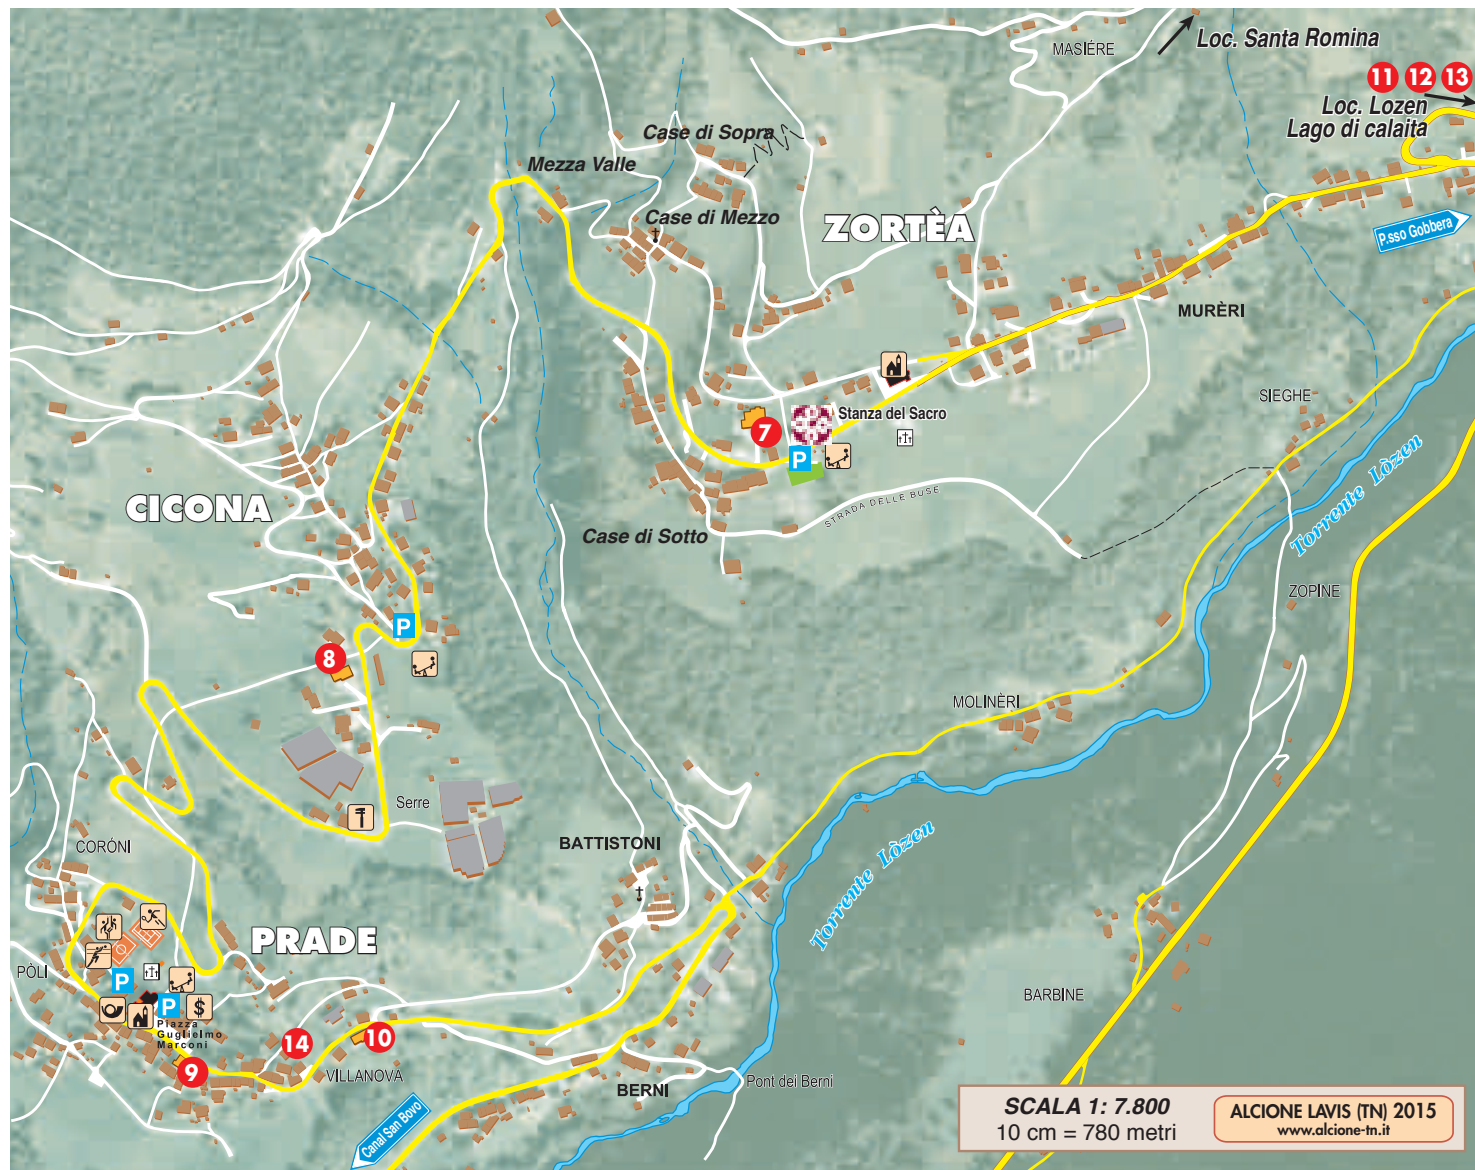 Loc. Santa Romina
MASIÉRE
11 12 13
Loc. Lozen
Lago di calaita
Case di Sopra
Mezza Valle
Case di Mezzo
ZORTÈA
P.sso Gobbera
MURÈRI
SIEGHE
Stanza del Sacro
7
P
Torrente Lòzen
STRADA DELLE BUSE
CICONA
Case di Sotto
ZOPINE
P
8
MOLINÈRI
Serre
CORÓNI
BATTISTONI
Torrente Lòzen
PRADE
PÒLI
P
P
$
BARBINE
Piazza
Guglielmo
Marconi
14
10
9
VILLANOVA
BERNI
Pont dei Berni
Canal San Bovo
SCALA 1: 7.800
10 cm = 780 metri
ALCIONE LAVIS (TN) 2015
www.alcione-tn.it